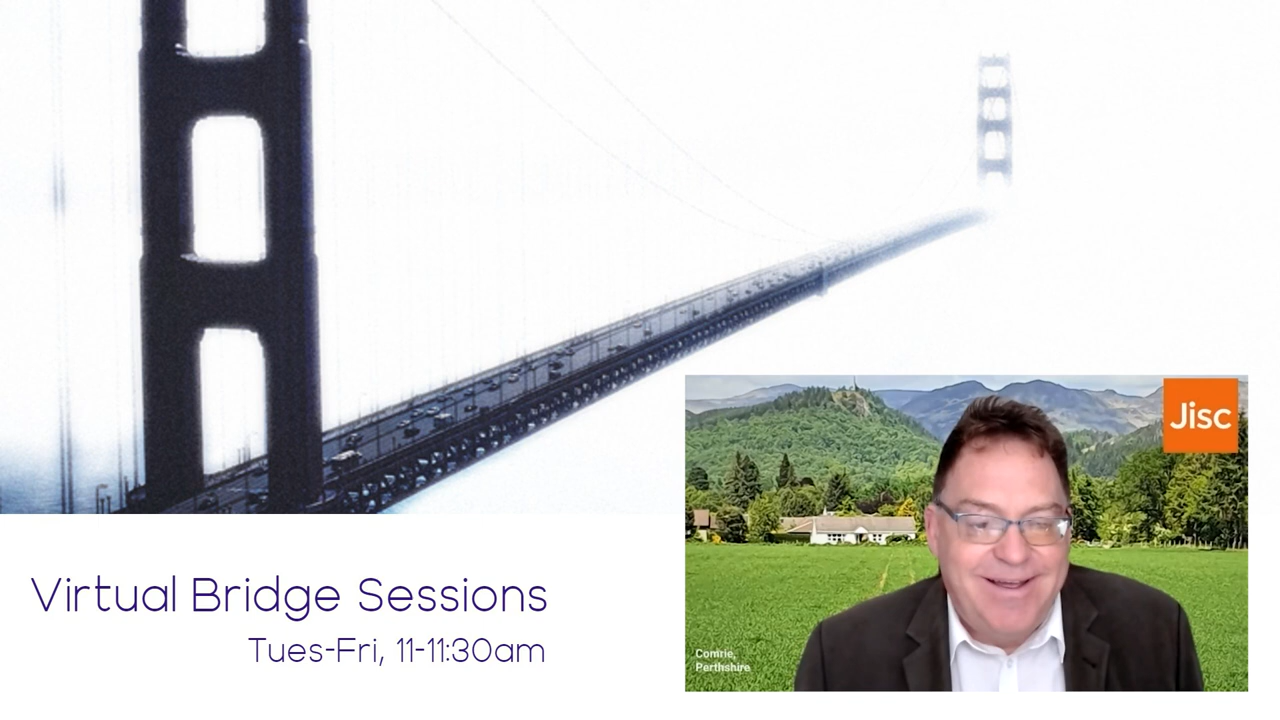 Jisc
Virtual Bridge Sessions
Tues-Fri, 11-11:30am
Comrie,
Perthshire